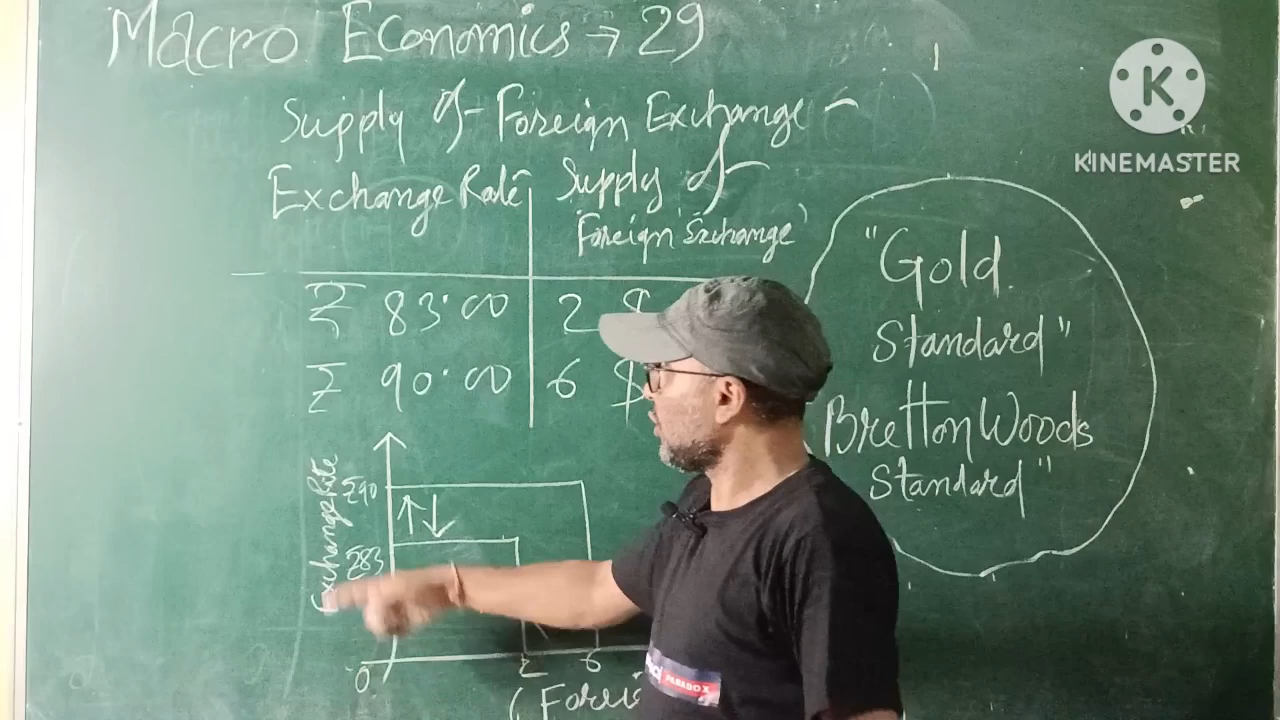 Macro Economics → 29
Supply of Foreign Exchange -
Exchange Rate
Supply of
Foreign Exchange
₹ 83.00
2 $
₹ 90.00
6 $
"Gold
Standard"
Bretton Woods
Standard"
Exchange Rate
₹90
↑↓
₹83
0
2
6
PARADOX
K
KINEMASTER